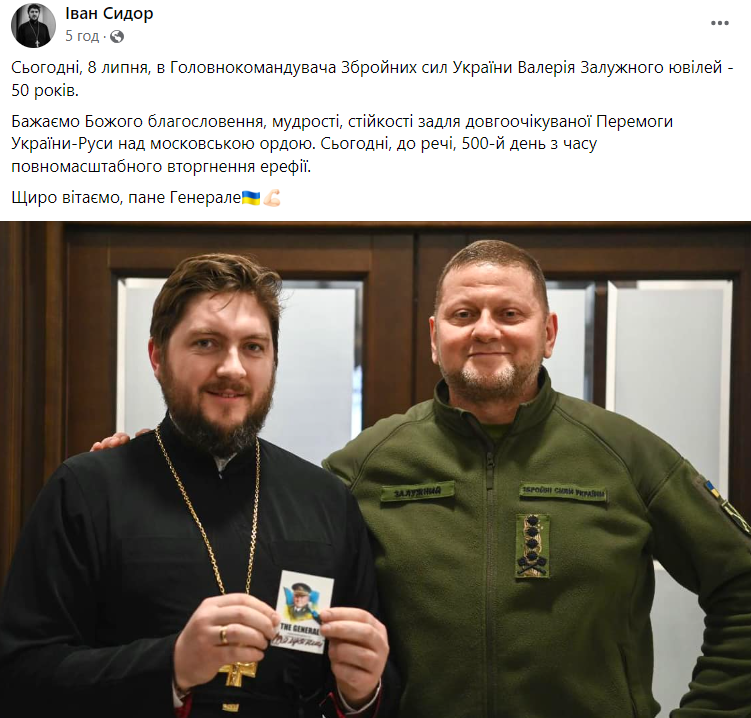 Іван Сидор
5 год ·
Сьогодні, 8 липня, в Головнокомандувача Збройних сил України Валерія Залужного ювілей -
50 років.
Бажаємо Божого благословення, мудрості, стійкості задля довгоочікуваної Перемоги
України-Руси над московською ордою. Сьогодні, до речі, 500-й день з часу
повномасштабного вторгнення ерефії.
Щиро вітаємо, пане Генерале🇺🇦💪🏻
ЗАЛУЖНИЙ
ЗБРОЙНІ СИЛИ УКРАЇНИ
THE GENERAL